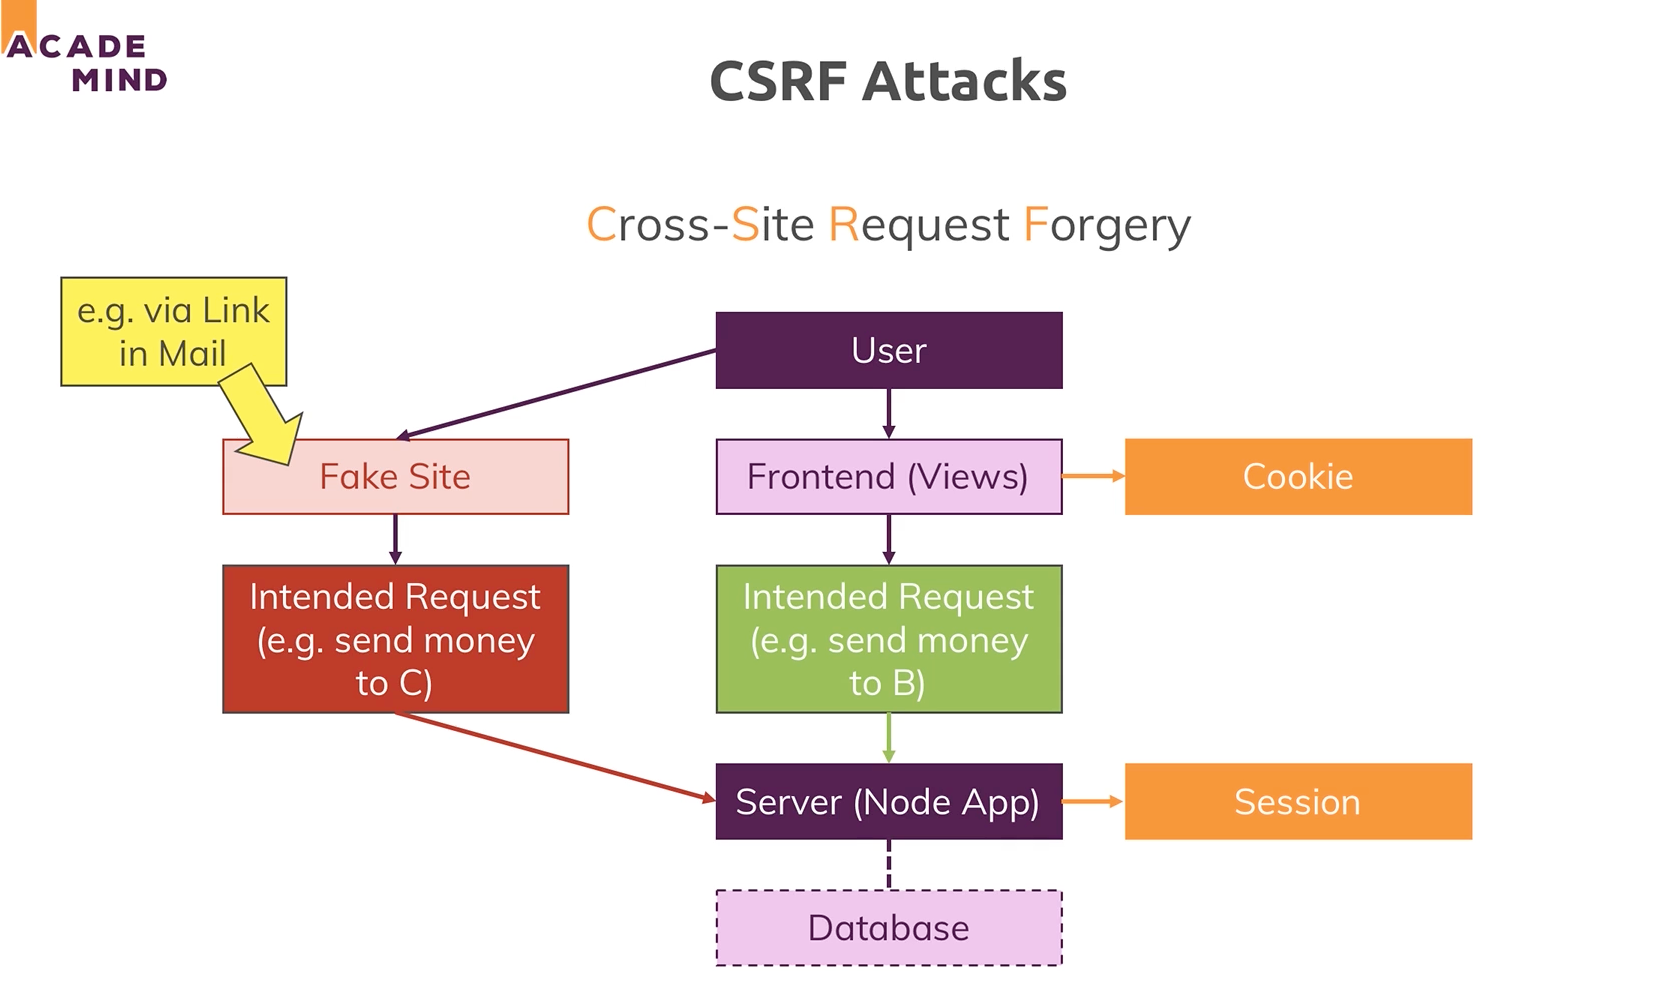 ACADE
MIND
CSRF Attacks
Cross-Site Request Forgery
e.g. via Link
in Mail
User
Fake Site
Frontend (Views)
Cookie
Intended Request
(e.g. send money
to C)
Intended Request
(e.g. send money
to B)
Server (Node App)
Session
Database